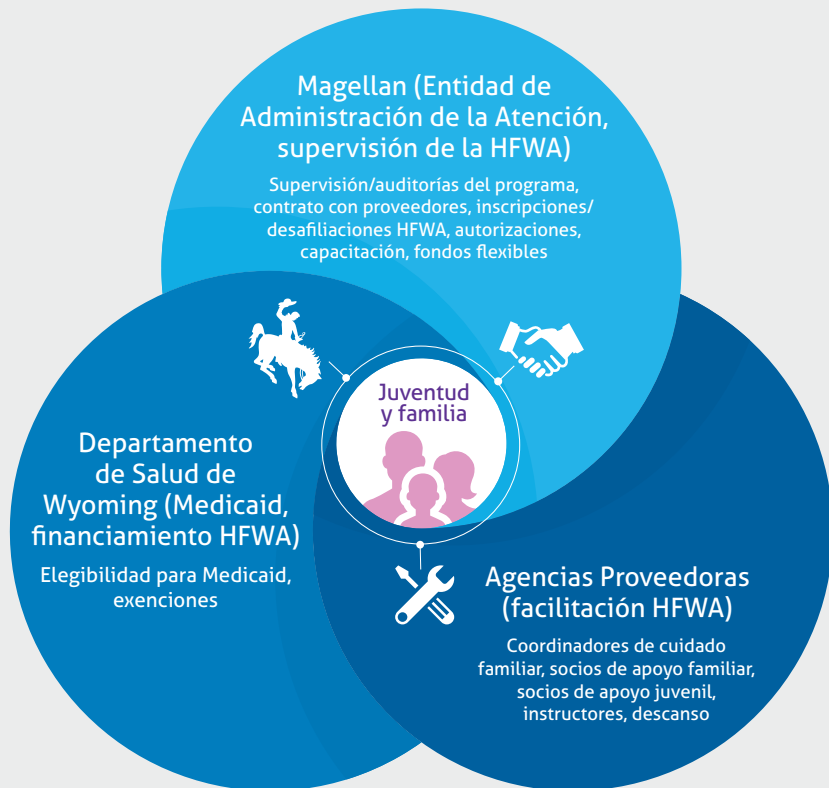 Magellan (Entidad de
Administración de la Atención,
supervisión de la HFWA)
Supervisión/auditorías del programa,
contrato con proveedores, inscripciones/
desafiliaciones HFWA, autorizaciones,
capacitación, fondos flexibles
Juventud
y familia
Departamento
de Salud de
Wyoming (Medicaid,
financiamiento HFWA)
Elegibilidad para Medicaid,
exenciones
Agencias Proveedoras
(facilitación HFWA)
Coordinadores de cuidado
familiar, socios de apoyo familiar,
socios de apoyo juvenil,
instructores, descanso